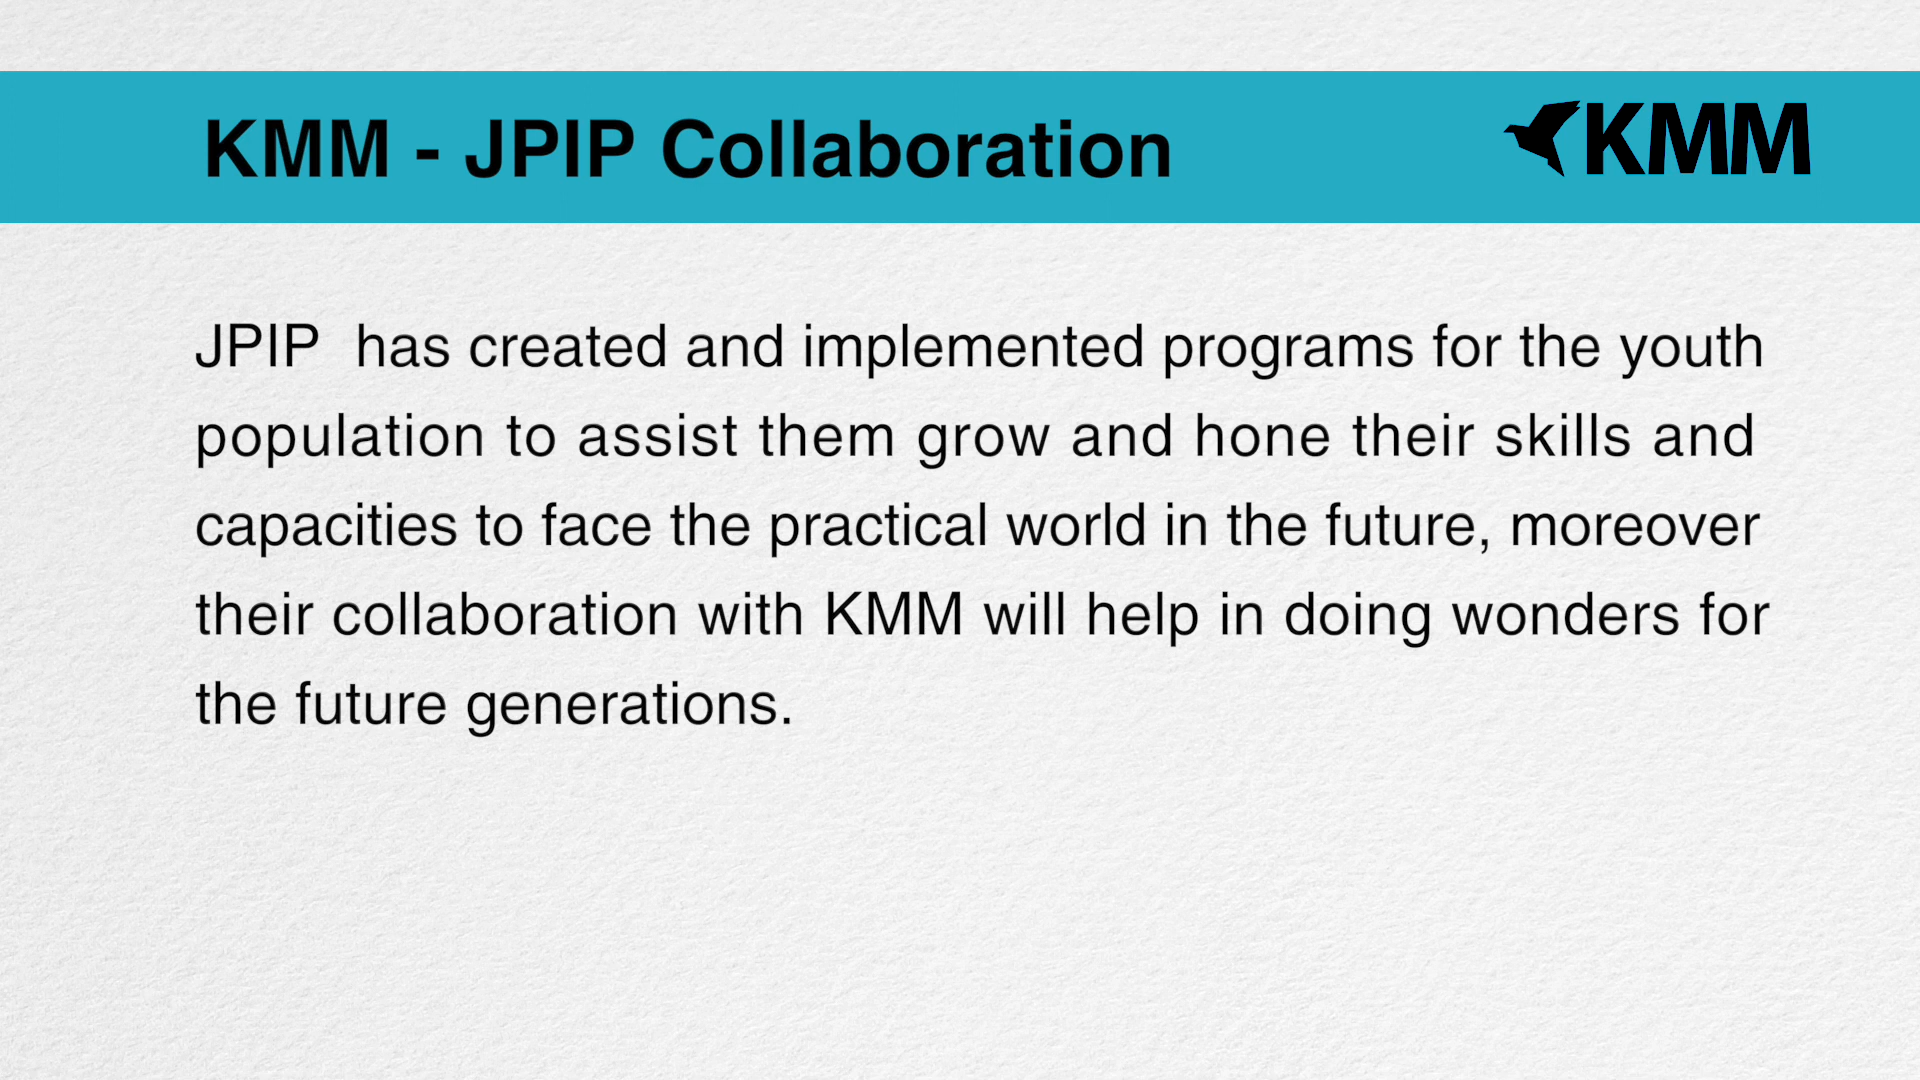 KMM - JPIP Collaboration
KMM
JPIP  has created and implemented programs for the youth
population to assist them grow and hone their skills and
capacities to face the practical world in the future, moreover
their collaboration with KMM will help in doing wonders for
the future generations.